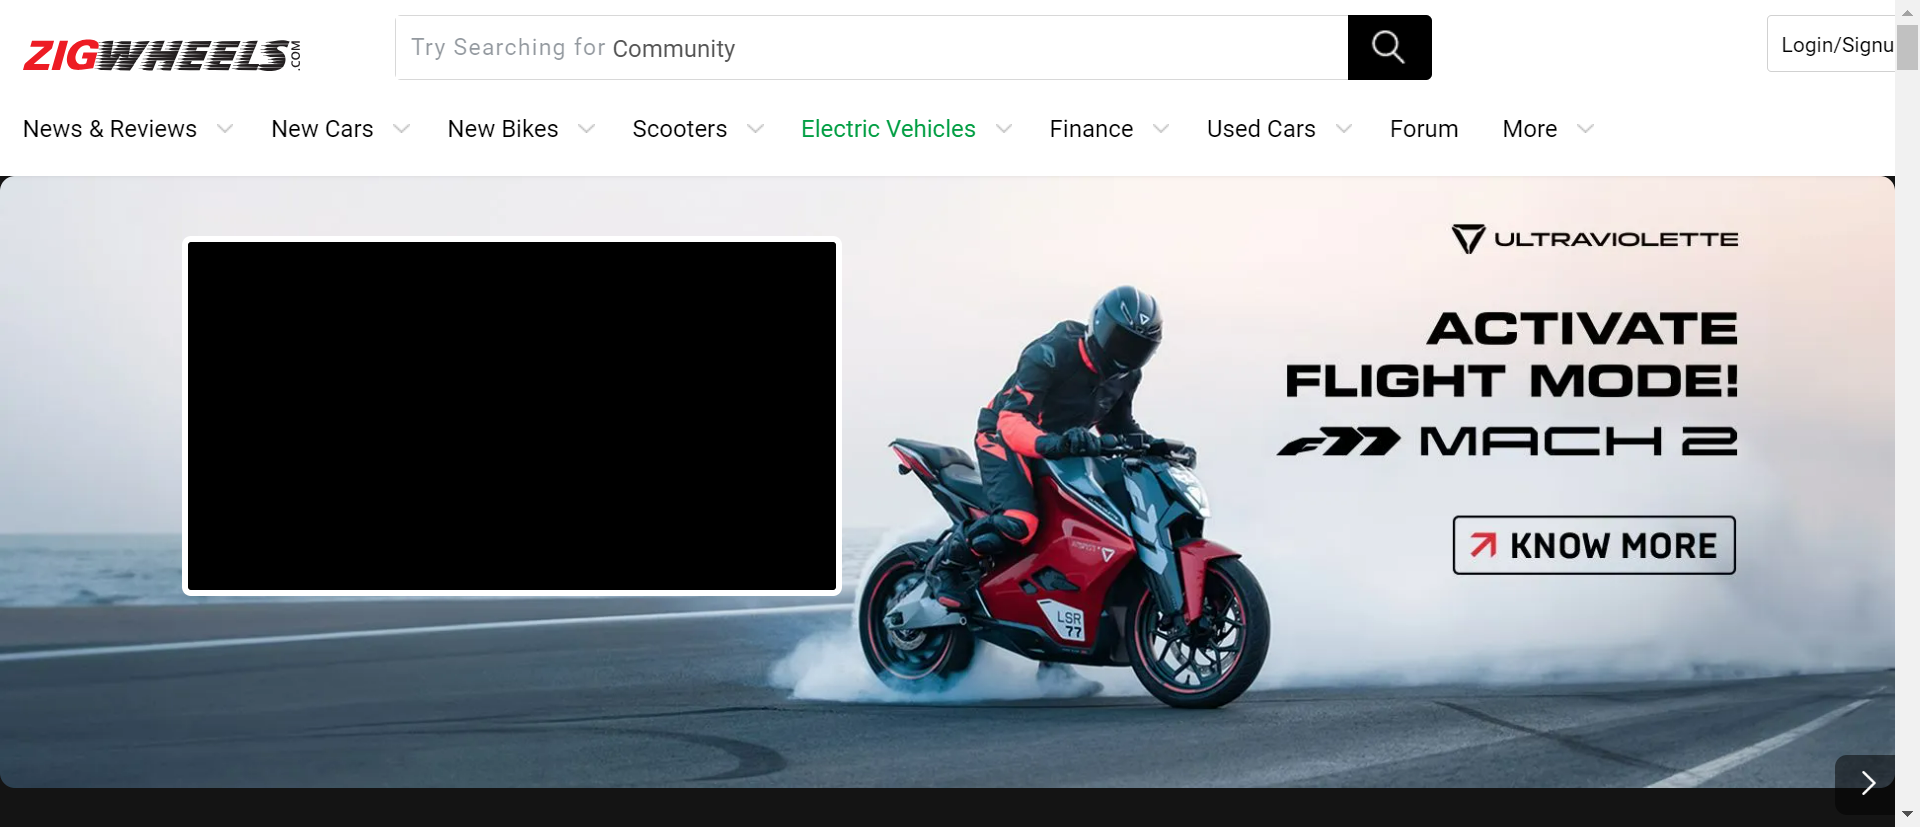 ZIGWHEELS.COM
Try Searching for Community
Login/Signu
News & Reviews New Cars New Bikes Scooters Electric Vehicles Finance Used Cars Forum More
ULTRAVIOLETTE
ACTIVATE
FLIGHT MODE!
F77 MACH 2
KNOW MORE
LSR
77